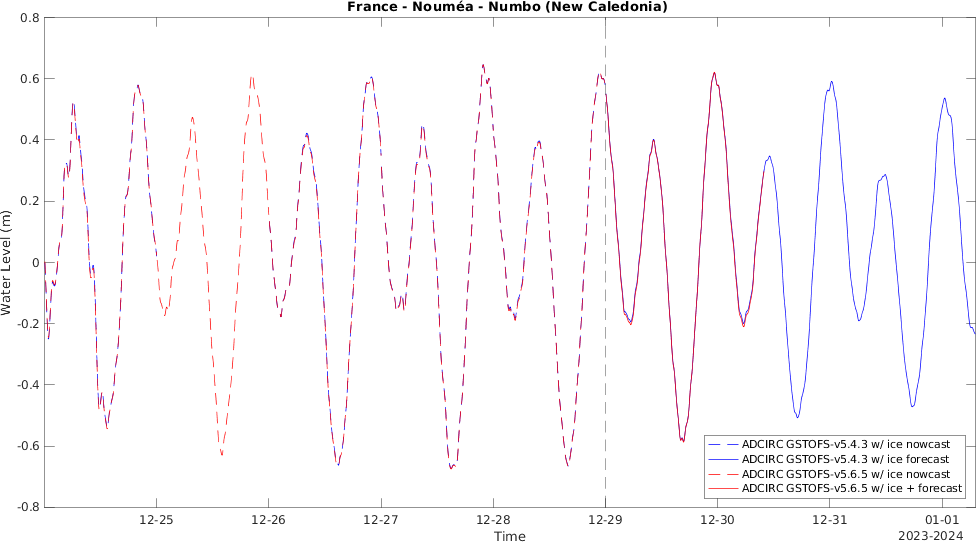 France - Nouméa - Numbo (New Caledonia)
0.8
0.6
0.4
0.2
0
-0.2
-0.4
-0.6
-0.8
Water Level (m)
ADCIRC GSTOFS-v5.4.3 w/ ice nowcast
ADCIRC GSTOFS-v5.4.3 w/ ice forecast
ADCIRC GSTOFS-v5.6.5 w/ ice nowcast
ADCIRC GSTOFS-v5.6.5 w/ ice + forecast
12-25 12-26 12-27 12-28 12-29 12-30 12-31 01-01
Time
2023-2024